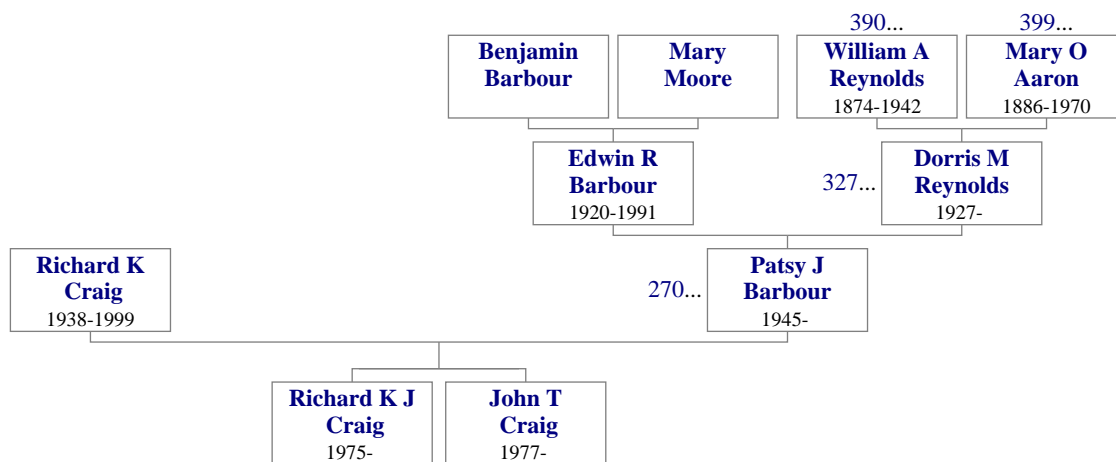 390...
399...
Benjamin
Barbour
Mary
Moore
William A
Reynolds
1874-1942
Mary O
Aaron
1886-1970
Edwin R
Barbour
1920-1991
327...
Dorris M
Reynolds
1927-
Richard K
Craig
1938-1999
270...
Patsy J
Barbour
1945-
Richard K J
Craig
1975-
John T
Craig
1977-